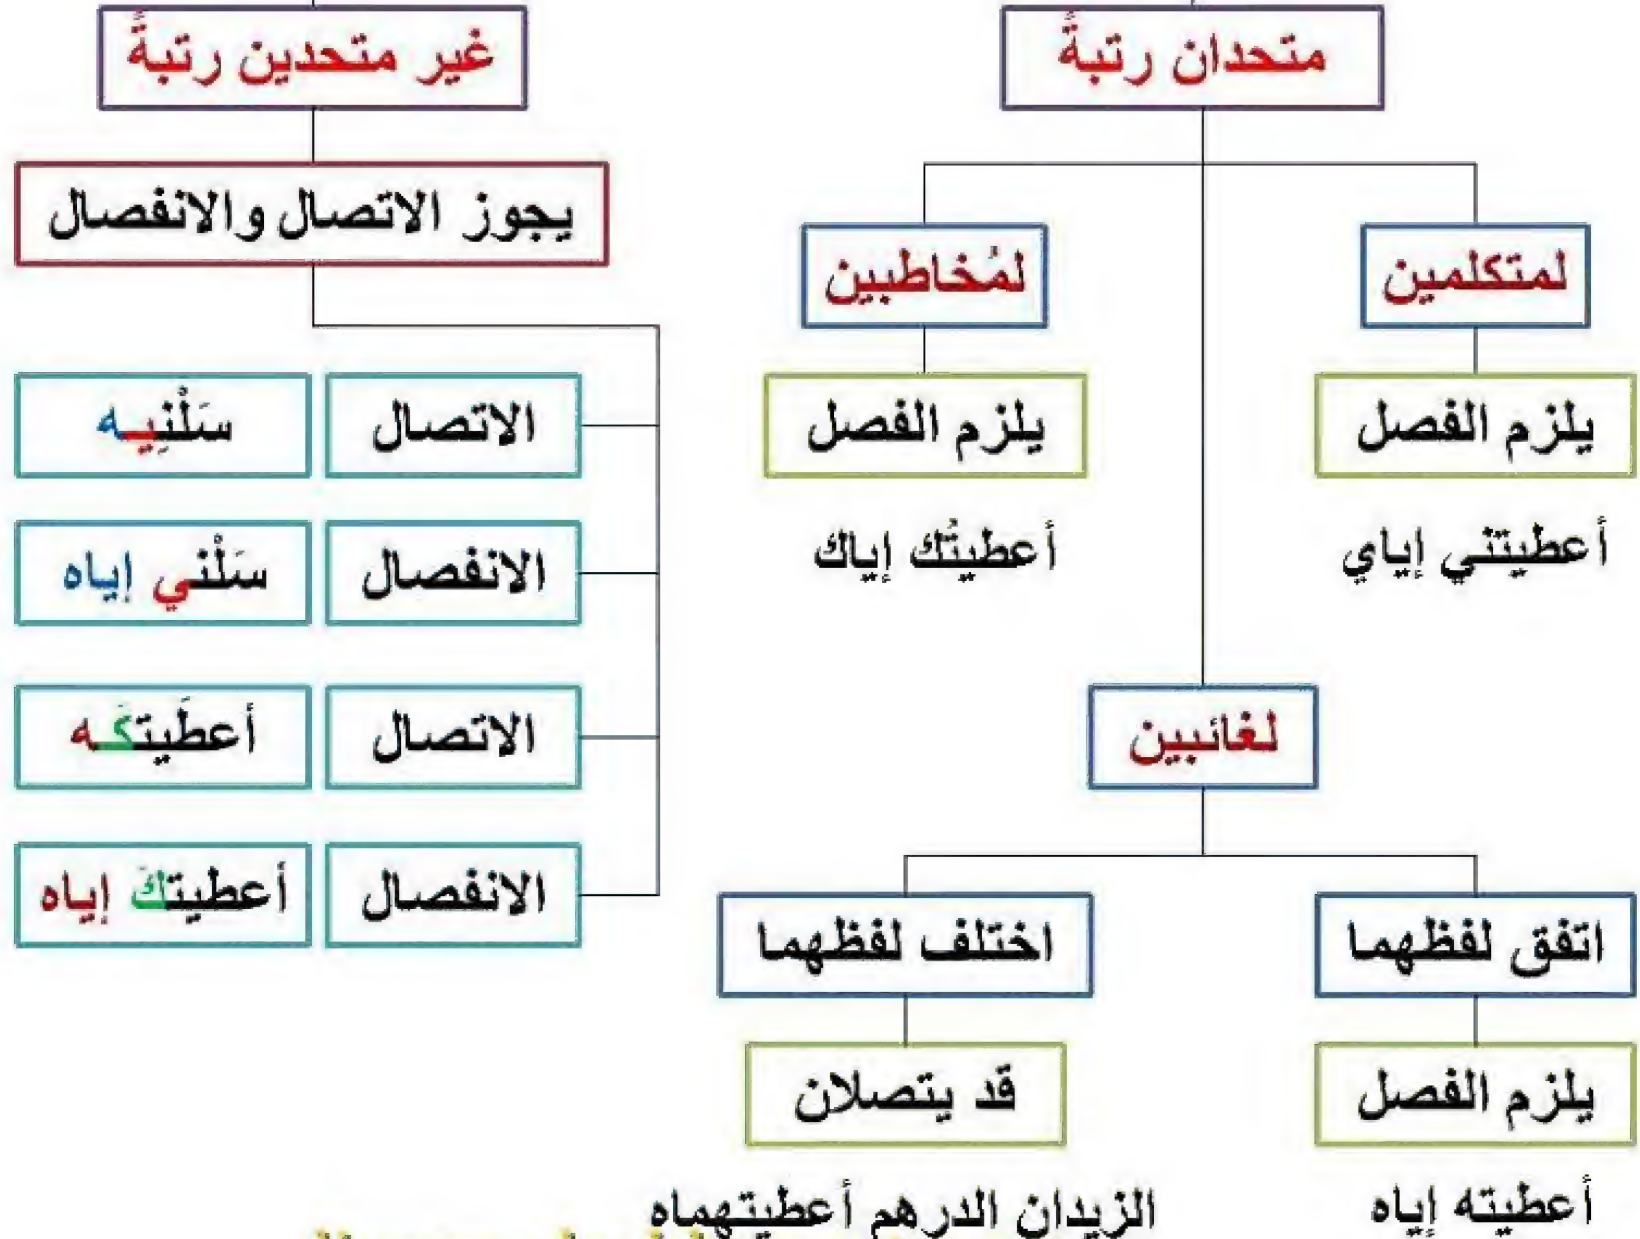 متحدان رتبةً
غير متحدين رتبةً
يجوز الاتصال والانفصال
لمتكلمين
لمُخاطبين
يلزم الفصل
يلزم الفصل
الاتصال
سَلْنِيه
أعطيتني إياي
أعطيتُك إياك
الانفصال
سَلْني إياه
لغائبين
الاتصال
أعطَيتكَه
الانفصال
أعطيتكَ إياه
اتفق لفظهما
اختلف لفظهما
يلزم الفصل
قد يتصلان
أعطيته إياه
الزيدان الدرهم أعطيتهماه